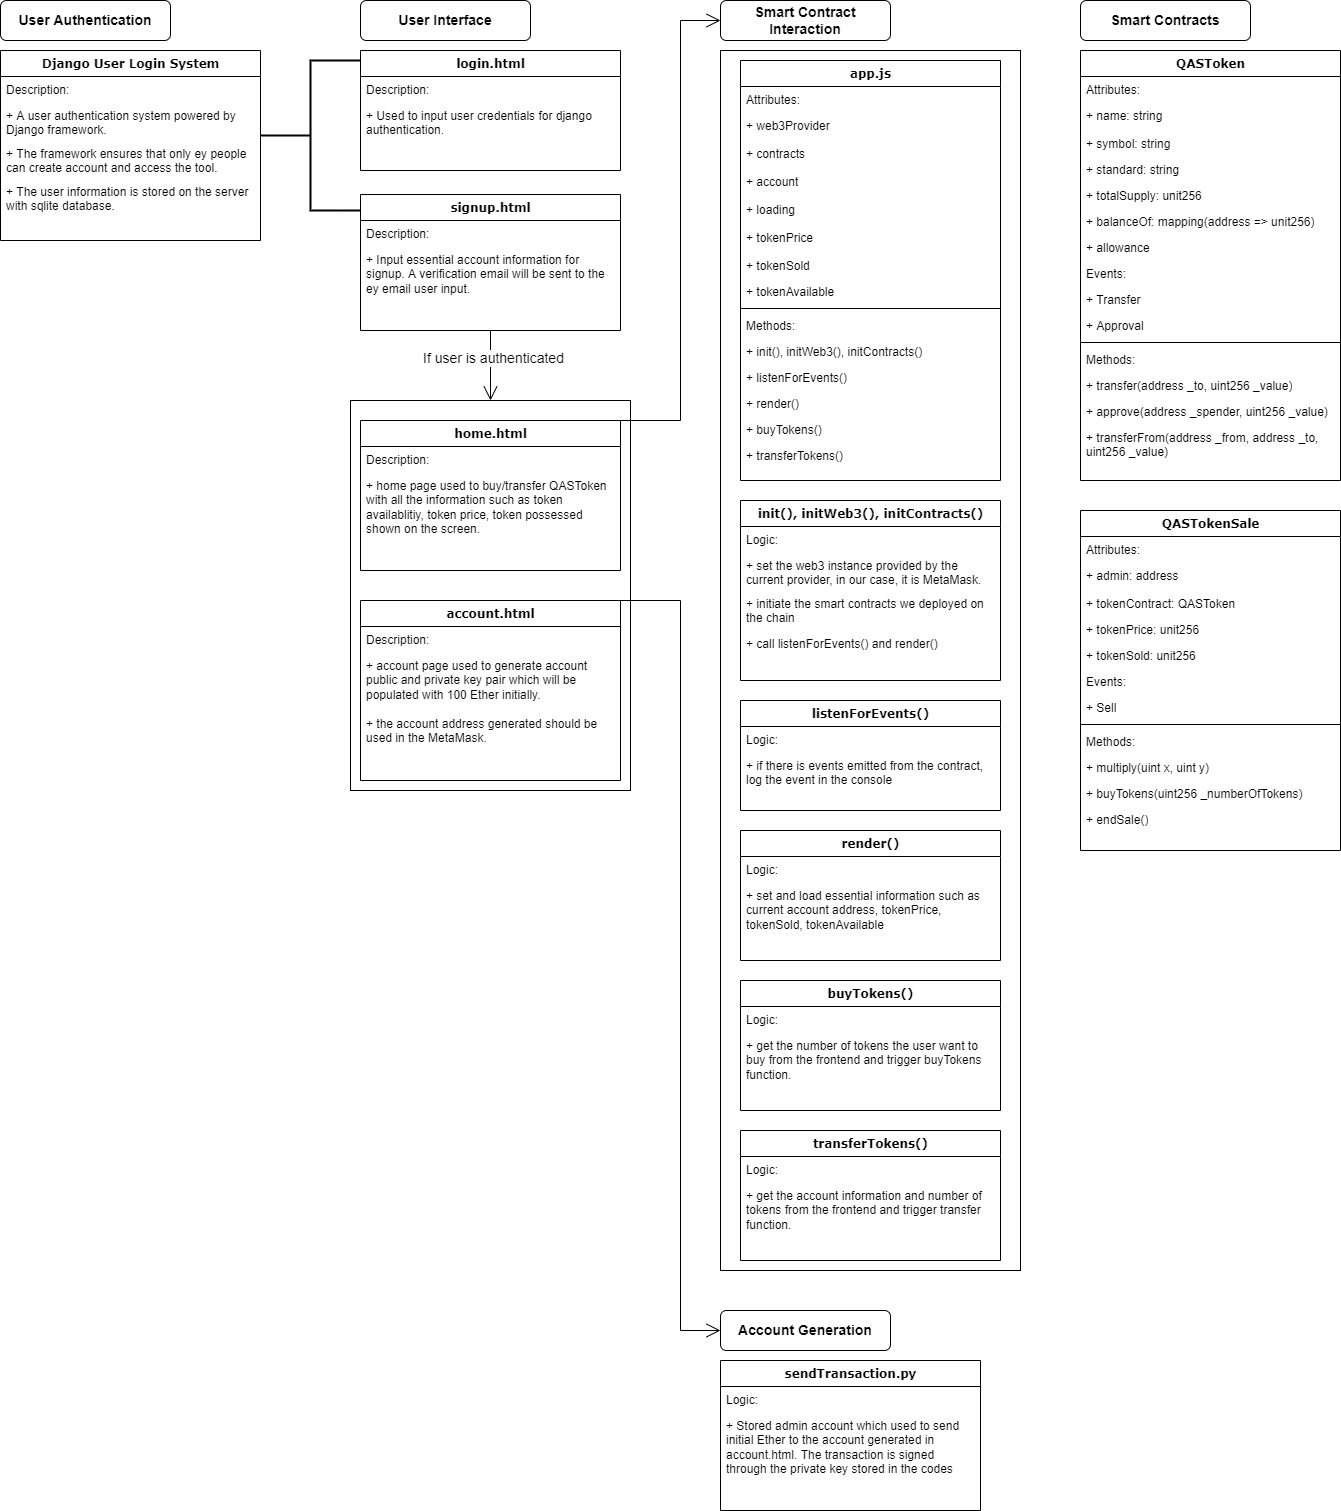 User Authentication
Django User Login System
Description:
+ A user authentication system powered by
Django framework.
+ The framework ensures that only ey people
can create account and access the tool.
+ The user information is stored on the server
with sqlite database.
User Interface
login.html
Description:
+ Used to input user credentials for django
authentication.
signup.html
Description:
+ Input essential account information for
signup. A verification email will be sent to the
ey email user input.
If user is authenticated
home.html
Description:
+ home page used to buy/transfer QASToken
with all the information such as token
availablitiy, token price, token possessed
shown on the screen.
account.html
Description:
+ account page used to generate account
public and private key pair which will be
populated with 100 Ether initially.
+ the account address generated should be
used in the MetaMask.
Smart Contract
Interaction
app.js
Attributes:
+ web3Provider
+ contracts
+ account
+ loading
+ tokenPrice
+ tokenSold
+ tokenAvailable
Methods:
+ init(), initWeb3(), initContracts()
+ listenForEvents()
+ render()
+ buyTokens()
+ transferTokens()
init(), initWeb3(), initContracts()
Logic:
+ set the web3 instance provided by the
current provider, in our case, it is MetaMask.
+ initiate the smart contracts we deployed on
the chain
+ call listenForEvents() and render()
listenForEvents()
Logic:
+ if there is events emitted from the contract,
log the event in the console
render()
Logic:
+ set and load essential information such as
current account address, tokenPrice,
tokenSold, tokenAvailable
buyTokens()
Logic:
+ get the number of tokens the user want to
buy from the frontend and trigger buyTokens
function.
transferTokens()
Logic:
+ get the account information and number of
tokens from the frontend and trigger transfer
function.
Account Generation
sendTransaction.py
Logic:
+ Stored admin account which used to send
initial Ether to the account generated in
account.html. The transaction is signed
through the private key stored in the codes
Smart Contracts
QASToken
Attributes:
+ name: string
+ symbol: string
+ standard: string
+ totalSupply: unit256
+ balanceOf: mapping(address => unit256)
+ allowance
Events:
+ Transfer
+ Approval
Methods:
+ transfer(address _to, uint256 _value)
+ approve(address _spender, uint256 _value)
+ transferFrom(address _from, address _to,
uint256 _value)
QASTokenSale
Attributes:
+ admin: address
+ tokenContract: QASToken
+ tokenPrice: unit256
+ tokenSold: unit256
Events:
+ Sell
Methods:
+ multiply(uint x, uint y)
+ buyTokens(uint256 _numberOfTokens)
+ endSale()